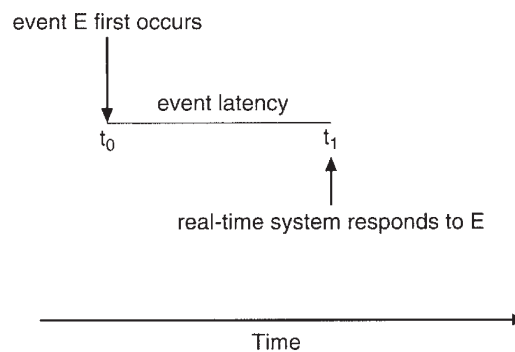 event E first occurs
event latency
t₀
t₁
real-time system responds to E
Time